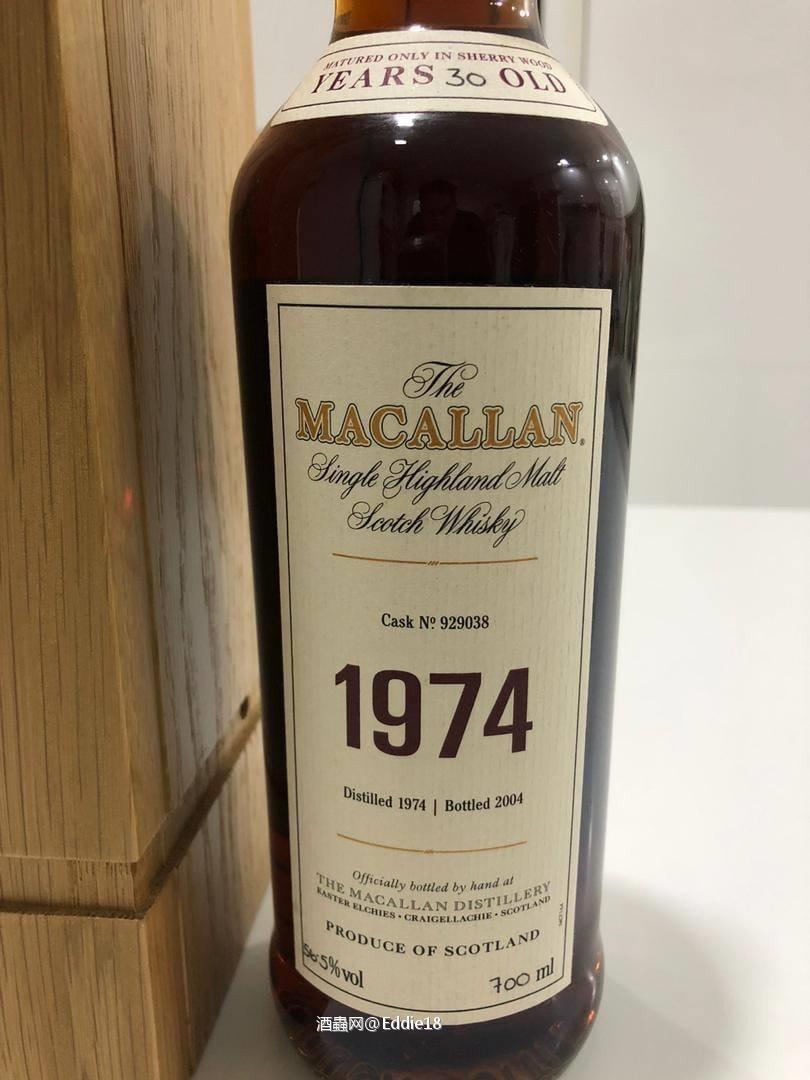 MATURED ONLY IN SHERRY WOOD
YEARS 30 OLD
The
MACALLAN®
Single Highland Malt
Scotch Whisky
Cask Nº 929038
1974
Distilled 1974 | Bottled 2004
Officially bottled by hand at
THE MACALLAN DISTILLERY
EASTER ELCHIES • CRAIGELLACHIE • SCOTLAND
PRODUCE OF SCOTLAND
56.5% vol
700 ml
酒蟲网@Eddie18